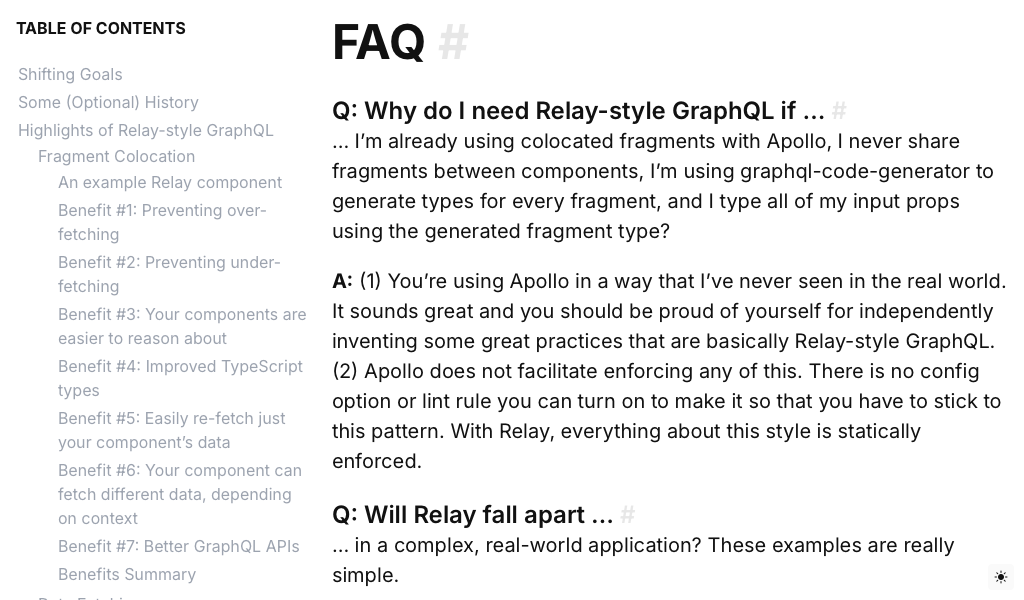 TABLE OF CONTENTS
Shifting Goals
Some (Optional) History
Highlights of Relay-style GraphQL
Fragment Colocation
An example Relay component
Benefit #1: Preventing over-
fetching
Benefit #2: Preventing under-
fetching
Benefit #3: Your components are
easier to reason about
Benefit #4: Improved TypeScript
types
Benefit #5: Easily re-fetch just
your component’s data
Benefit #6: Your component can
fetch different data, depending
on context
Benefit #7: Better GraphQL APIs
Benefits Summary
FAQ #
Q: Why do I need Relay-style GraphQL if … #
… I’m already using colocated fragments with Apollo, I never share
fragments between components, I’m using graphql-code-generator to
generate types for every fragment, and I type all of my input props
using the generated fragment type?
A: (1) You’re using Apollo in a way that I’ve never seen in the real world.
It sounds great and you should be proud of yourself for independently
inventing some great practices that are basically Relay-style GraphQL.
(2) Apollo does not facilitate enforcing any of this. There is no config
option or lint rule you can turn on to make it so that you have to stick to
this pattern. With Relay, everything about this style is statically
enforced.
Q: Will Relay fall apart … #
… in a complex, real-world application? These examples are really
simple.